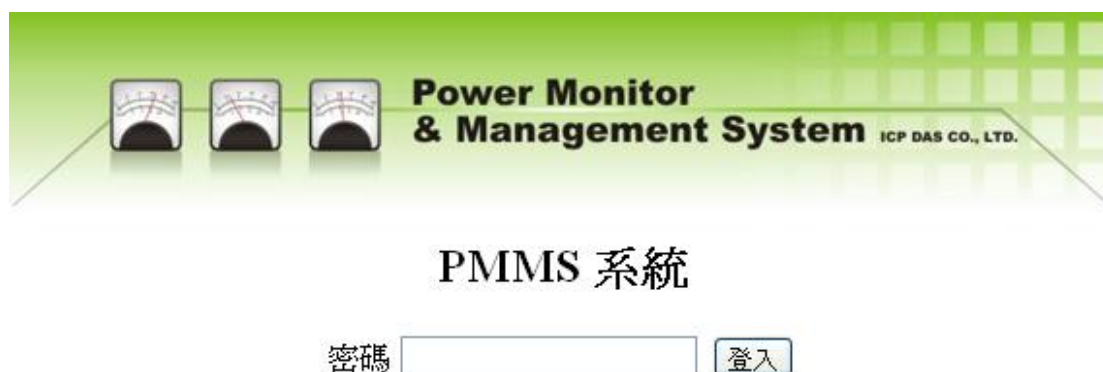 Power Monitor
& Management System ICP DAS CO., LTD.
PMMS 系統
密碼 登入